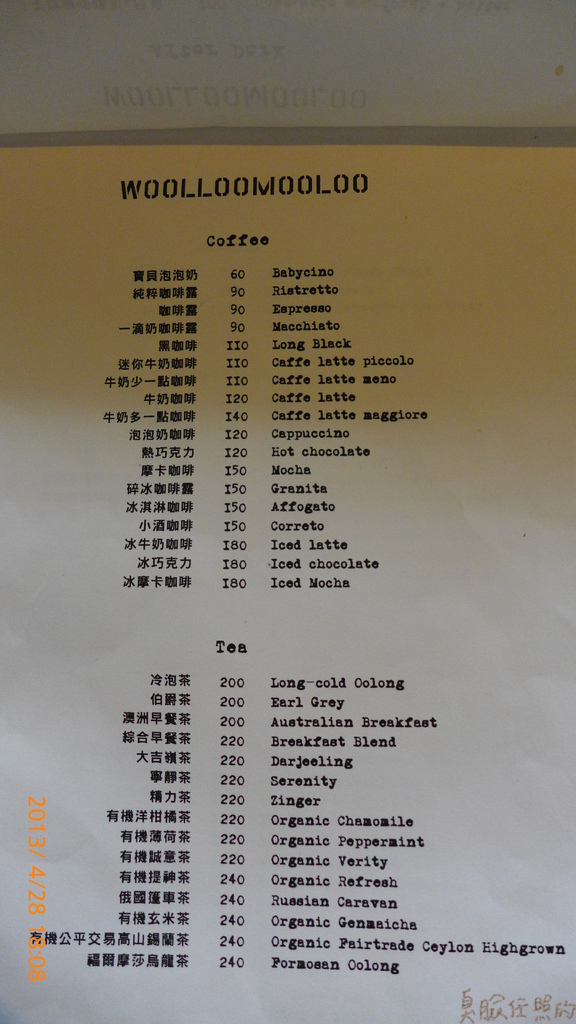 WOOLLOOMOOLOO
Coffee
寶貝泡泡奶 60 Babycino
純粹咖啡露 90 Ristretto
咖啡露 90 Espresso
一滴奶咖啡露 90 Macchiato
黑咖啡 110 Long Black
迷你牛奶咖啡 110 Caffe latte piccolo
牛奶少一點咖啡 110 Caffe latte meno
牛奶咖啡 120 Caffe latte
牛奶多一點咖啡 140 Caffe latte maggiore
泡泡奶咖啡 120 Cappuccino
熱巧克力 120 Hot chocolate
摩卡咖啡 150 Mocha
碎冰咖啡露 150 Granita
冰淇淋咖啡 150 Affogato
小酒咖啡 150 Correto
冰牛奶咖啡 180 Iced latte
冰巧克力 180 Iced chocolate
冰摩卡咖啡 180 Iced Mocha
Tea
冷泡茶 200 Long-cold Oolong
伯爵茶 200 Earl Grey
澳洲早餐茶 200 Australian Breakfast
綜合早餐茶 220 Breakfast Blend
大吉嶺茶 220 Darjeeling
寧靜茶 220 Serenity
精力茶 220 Zinger
有機洋柑橘茶 220 Organic Chamomile
有機薄荷茶 220 Organic Peppermint
有機誠意茶 220 Organic Verity
有機提神茶 240 Organic Refresh
俄國篷車茶 240 Russian Caravan
有機玄米茶 240 Organic Genmaicha
有機公平交易高山錫蘭茶 240 Organic Fairtrade Ceylon Highgrown
福爾摩莎烏龍茶 240 Formosan Oolong
2013/ 4/28 18:08
臭臉任照的